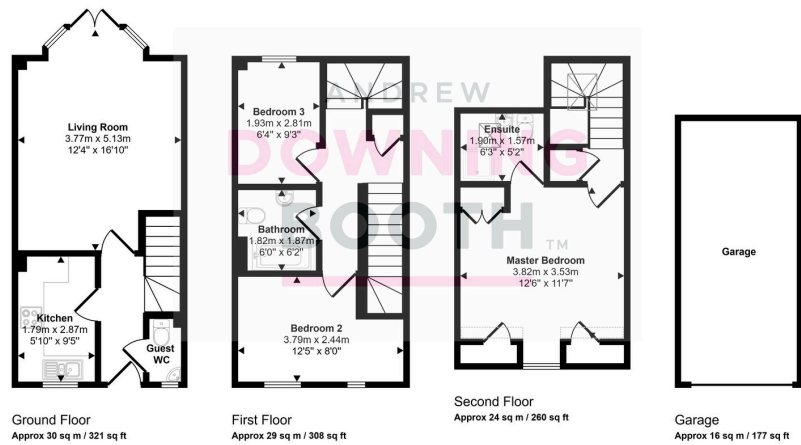 Living Room
3.77m x 5.13m
12'4" x 16'10"
Kitchen
1.79m x 2.87m
5'10" x 9'5"
Guest
WC
Ground Floor
Approx 30 sq m / 321 sq ft
ANDREW
DOWNING
BOOTH™
Bedroom 3
1.93m x 2.81m
6'4" x 9'3"
Bathroom
1.82m x 1.87m
6'0" x 6'2"
Bedroom 2
3.79m x 2.44m
12'5" x 8'0"
First Floor
Approx 29 sq m / 308 sq ft
Ensuite
1.90m x 1.57m
6'3" x 5'2"
Master Bedroom
3.82m x 3.53m
12'6" x 11'7"
Second Floor
Approx 24 sq m / 260 sq ft
Garage
Garage
Approx 16 sq m / 177 sq ft